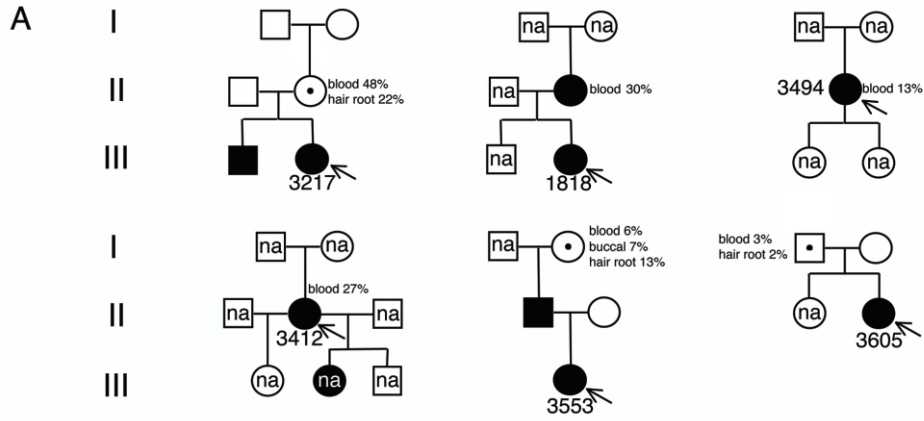 A
I
II
III
blood 48%
hair root 22%
3217
na
na
na
blood 30%
na
1818
na
na
3494
blood 13%
na
na
I
II
III
na
na
blood 27%
na
na
3412
na
na
na
na
blood 6%
buccal 7%
hair root 13%
3553
blood 3%
hair root 2%
na
3605